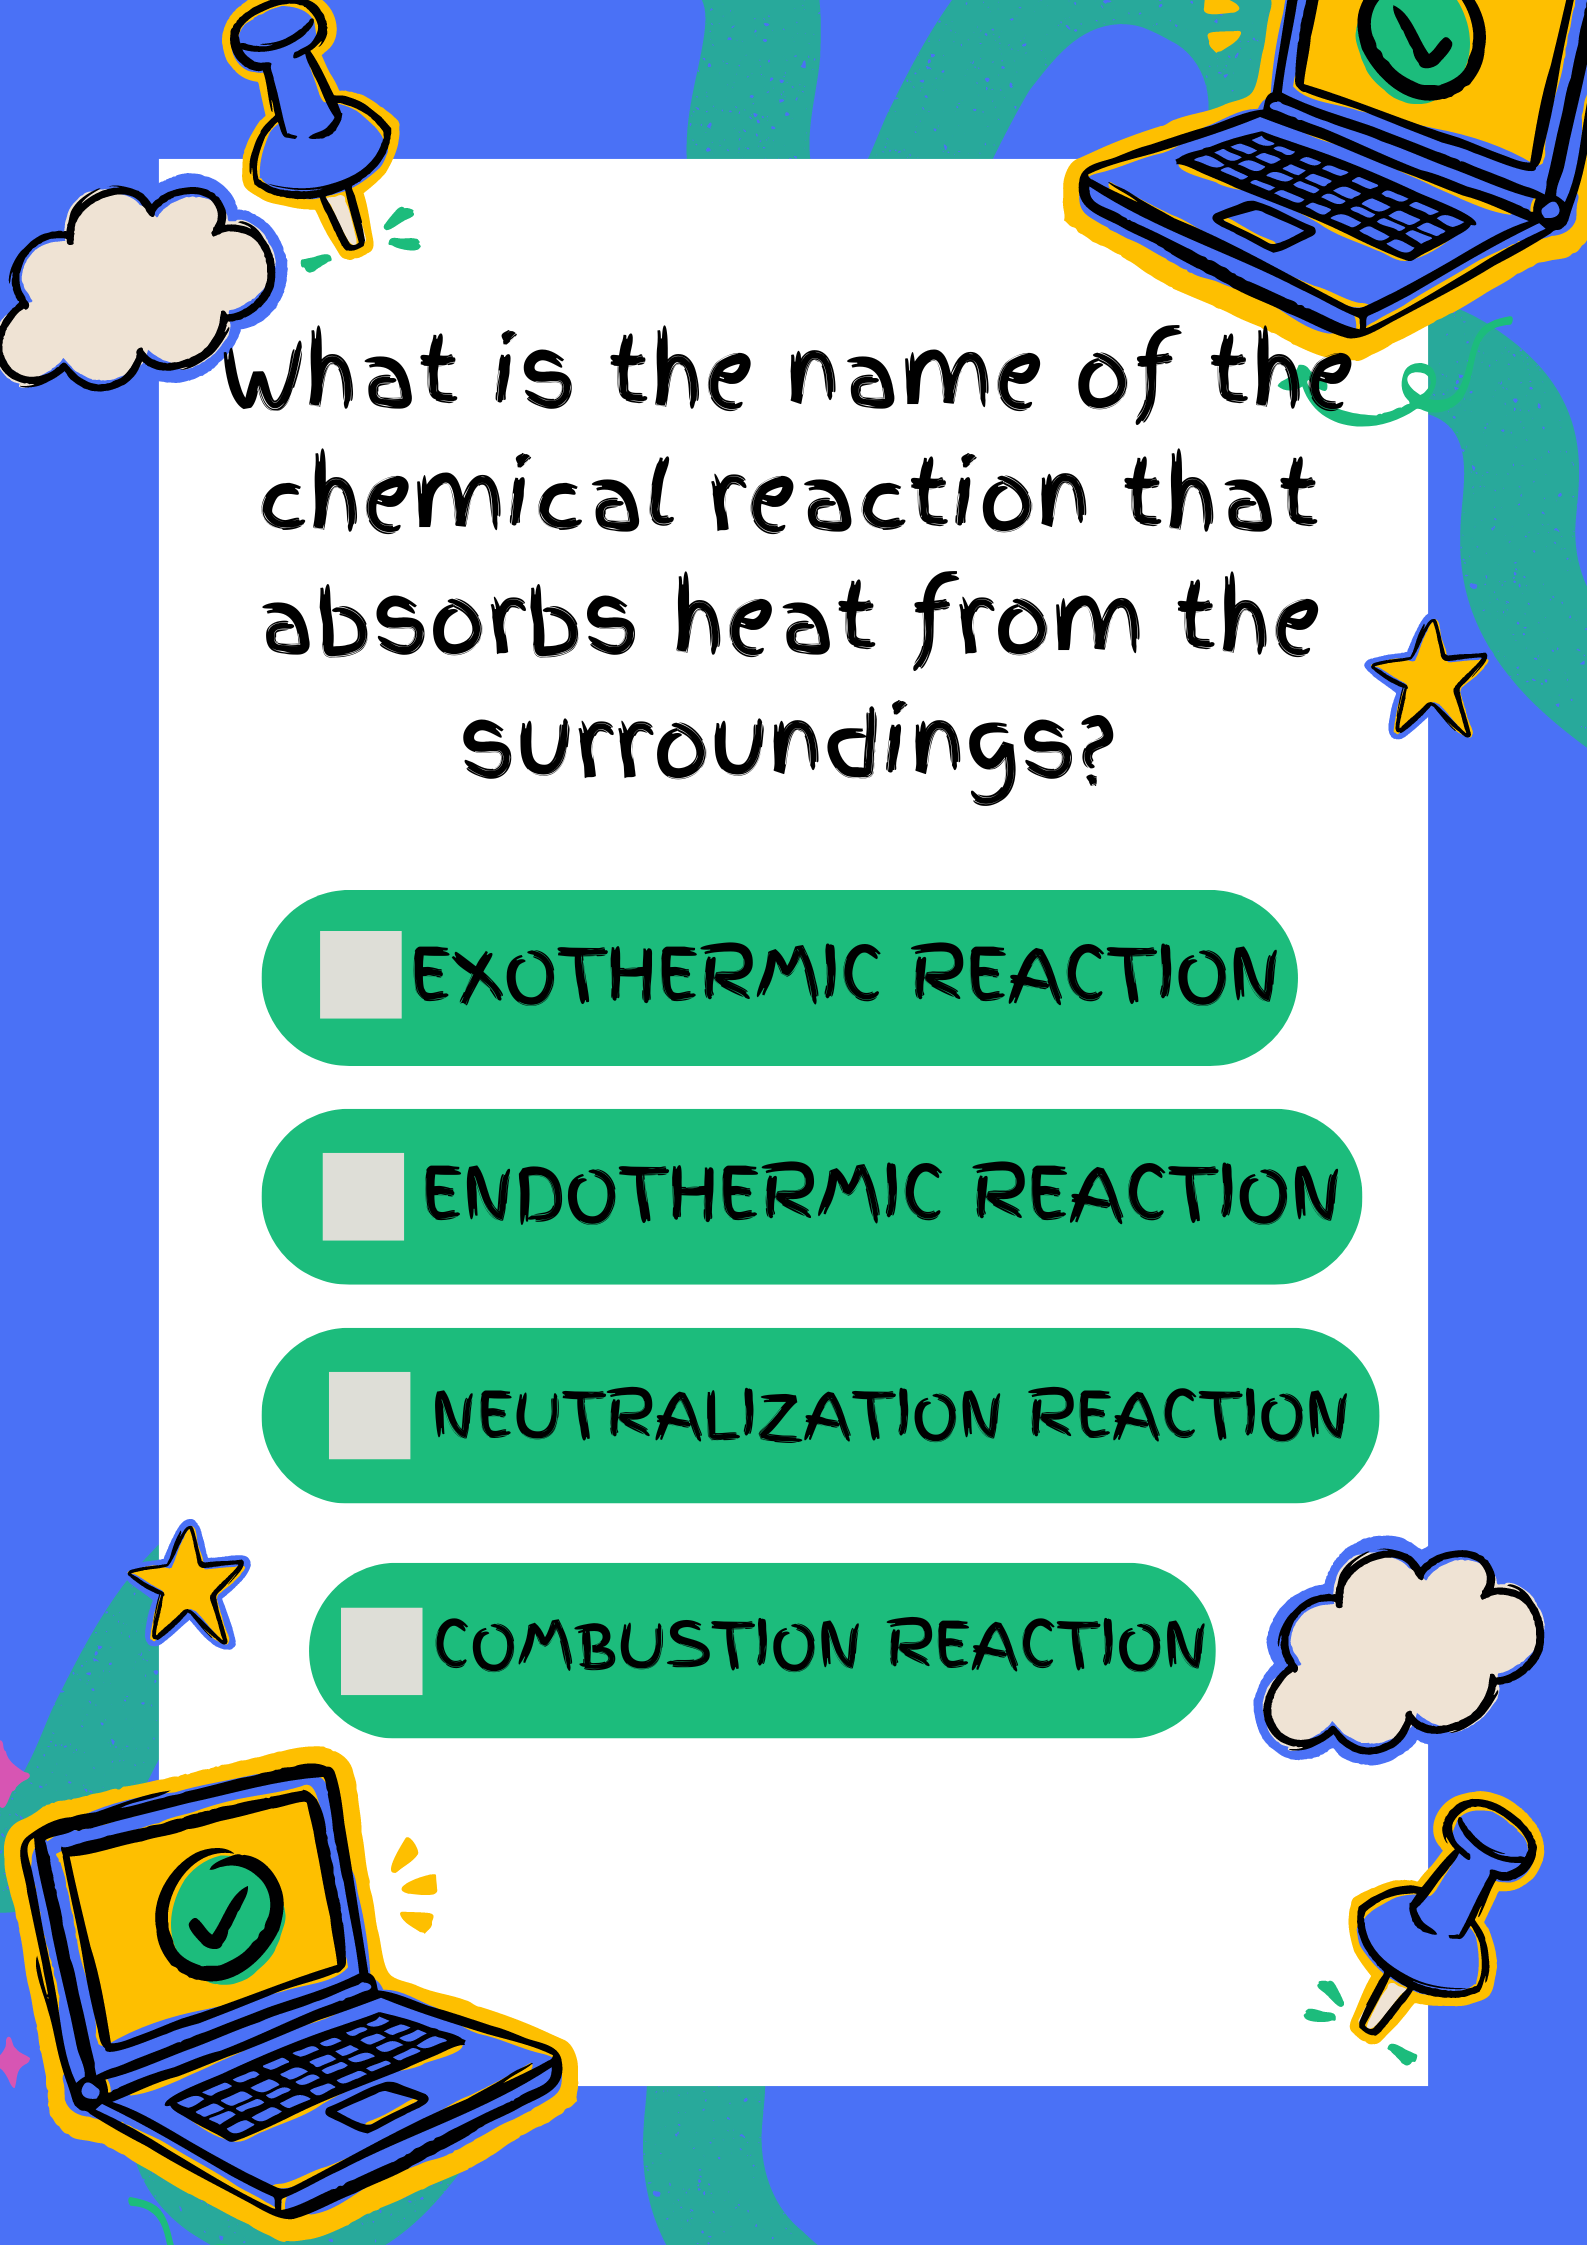 What is the name of the
chemical reaction that
absorbs heat from the
surroundings?
EXOTHERMIC REACTION
ENDOTHERMIC REACTION
NEUTRALIZATION REACTION
COMBUSTION REACTION